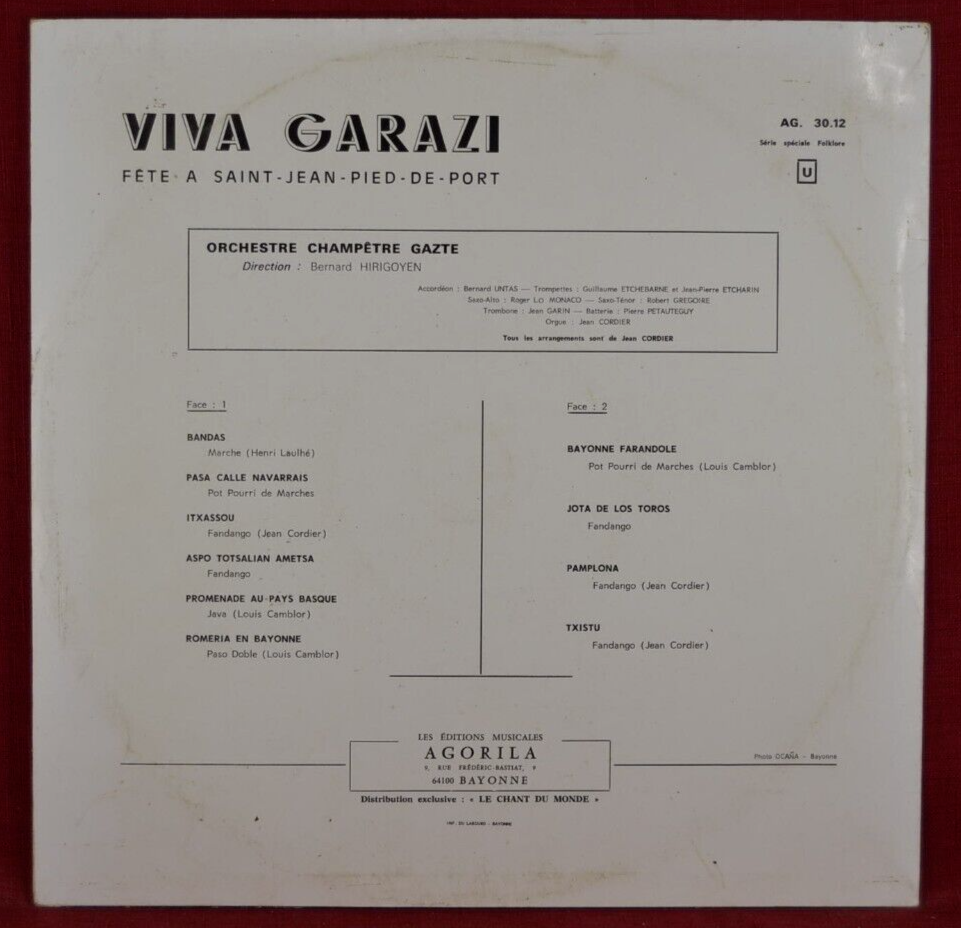 VIVA GARAZI
FÊTE A SAINT-JEAN-PIED-DE-PORT
AG. 30.12
Série spéciale Folklore
U
ORCHESTRE CHAMPÊTRE GAZTE
Direction : Bernard HIRIGOYEN
Accordéon : Bernard UNTAS — Trompettes : Guillaume ETCHEBARNE et Jean-Pierre ETCHARIN
Saxo-Alto : Roger LO MONACO — Saxo-Ténor : Robert GREGOIRE
Trombone : Jean GARIN — Batterie : Pierre PETAUTEGUY
Orgue : Jean CORDIER
Tous les arrangements sont de Jean CORDIER
Face : 1
BANDAS
Marche (Henri Laulhé)
PASA CALLE NAVARRAIS
Pot Pourri de Marches
ITXASSOU
Fandango (Jean Cordier)
ASPO TOTSALIAN AMETSA
Fandango
PROMENADE AU PAYS BASQUE
Java (Louis Camblor)
ROMERIA EN BAYONNE
Paso Doble (Louis Camblor)
Face : 2
BAYONNE FARANDOLE
Pot Pourri de Marches (Louis Camblor)
JOTA DE LOS TOROS
Fandango
PAMPLONA
Fandango (Jean Cordier)
TXISTU
Fandango (Jean Cordier)
LES ÉDITIONS MUSICALES
AGORILA
9, RUE FRÉDÉRIC-BASTIAT, 9
64100 BAYONNE
Distribution exclusive : « LE CHANT DU MONDE »
Photo OCAÑA - Bayonne
IMP. DU LABOURD - BAYONNE